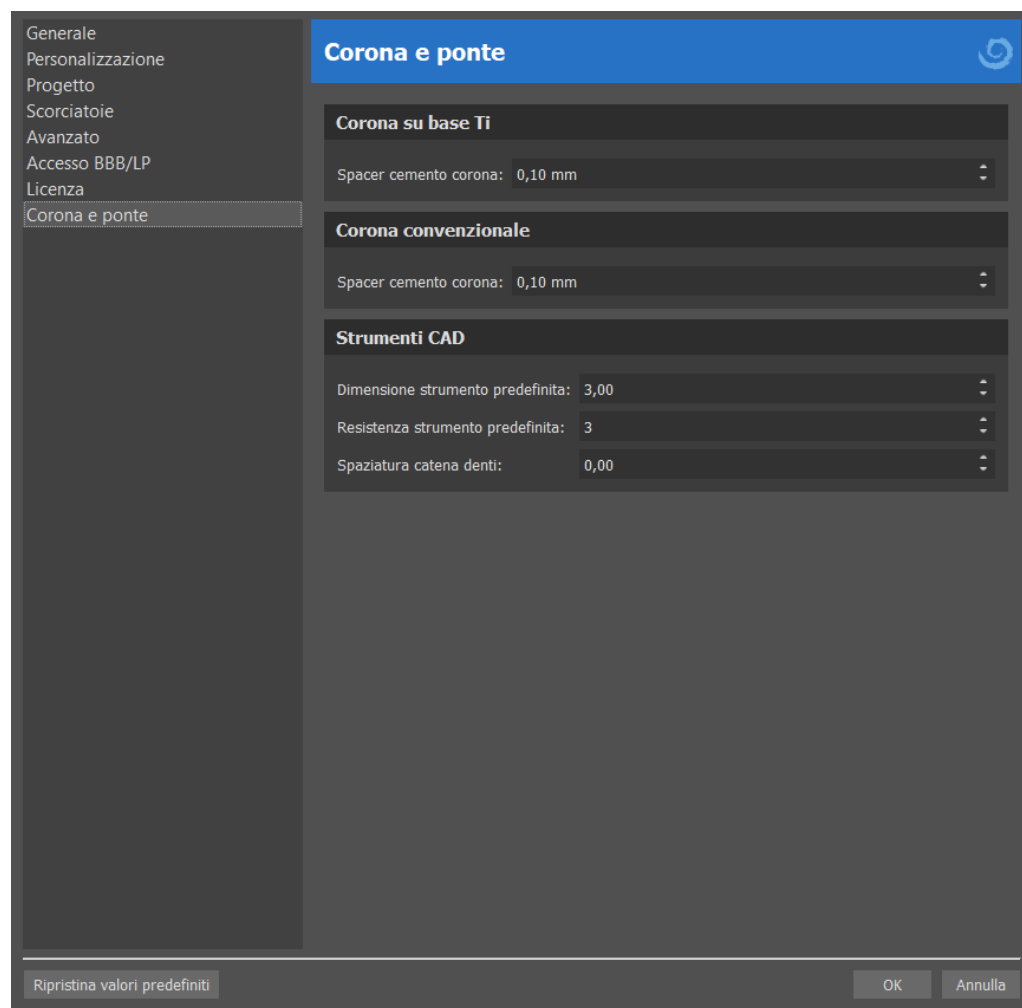 Generale
Personalizzazione
Progetto
Scorciatoie
Avanzato
Accesso BBB/LP
Licenza
Corona e ponte
Corona e ponte
Corona su base Ti
Spacer cemento corona: 0,10 mm
Corona convenzionale
Spacer cemento corona: 0,10 mm
Strumenti CAD
Dimensione strumento predefinita: 3,00
Resistenza strumento predefinita: 3
Spaziatura catena denti: 0,00
Ripristina valori predefiniti
OK
Annulla